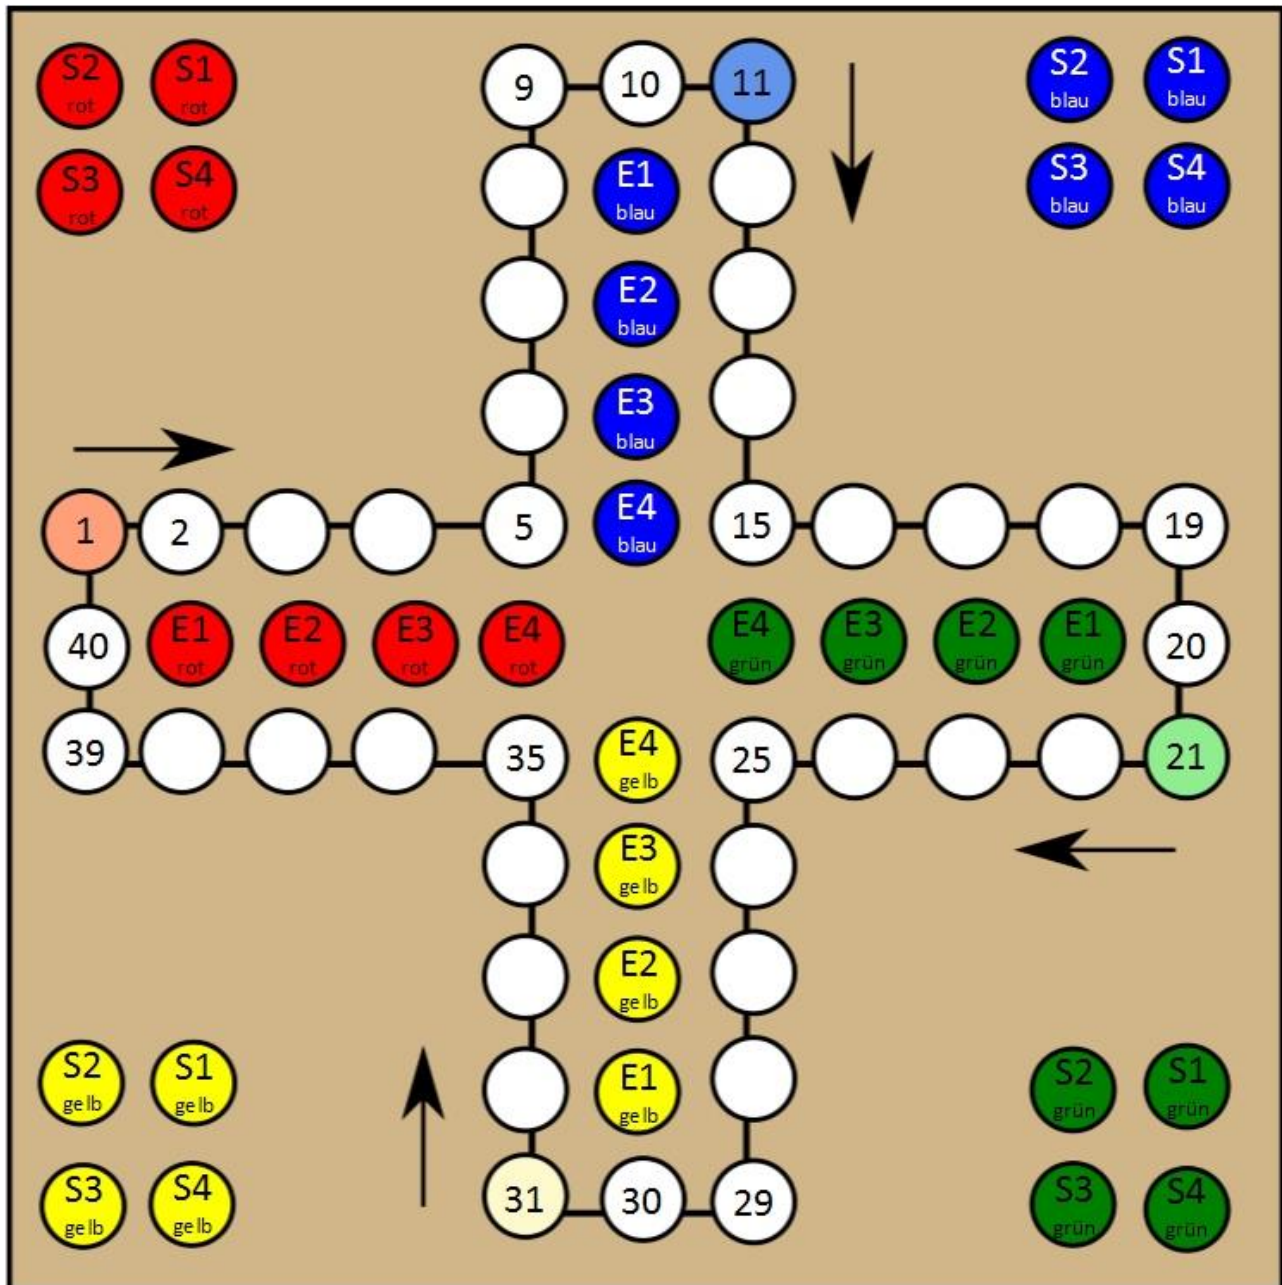 S2 rot
S1 rot
S3 rot
S4 rot
9
10
11
S2 blau
S1 blau
S3 blau
S4 blau
E1 blau
E2 blau
E3 blau
E4 blau
1
2
5
15
19
40
E1 rot
E2 rot
E3 rot
E4 rot
E4 grün
E3 grün
E2 grün
E1 grün
20
39
35
E4 gelb
25
21
E3 gelb
E2 gelb
E1 gelb
S2 gelb
S1 gelb
S3 gelb
S4 gelb
31
30
29
S2 grün
S1 grün
S3 grün
S4 grün